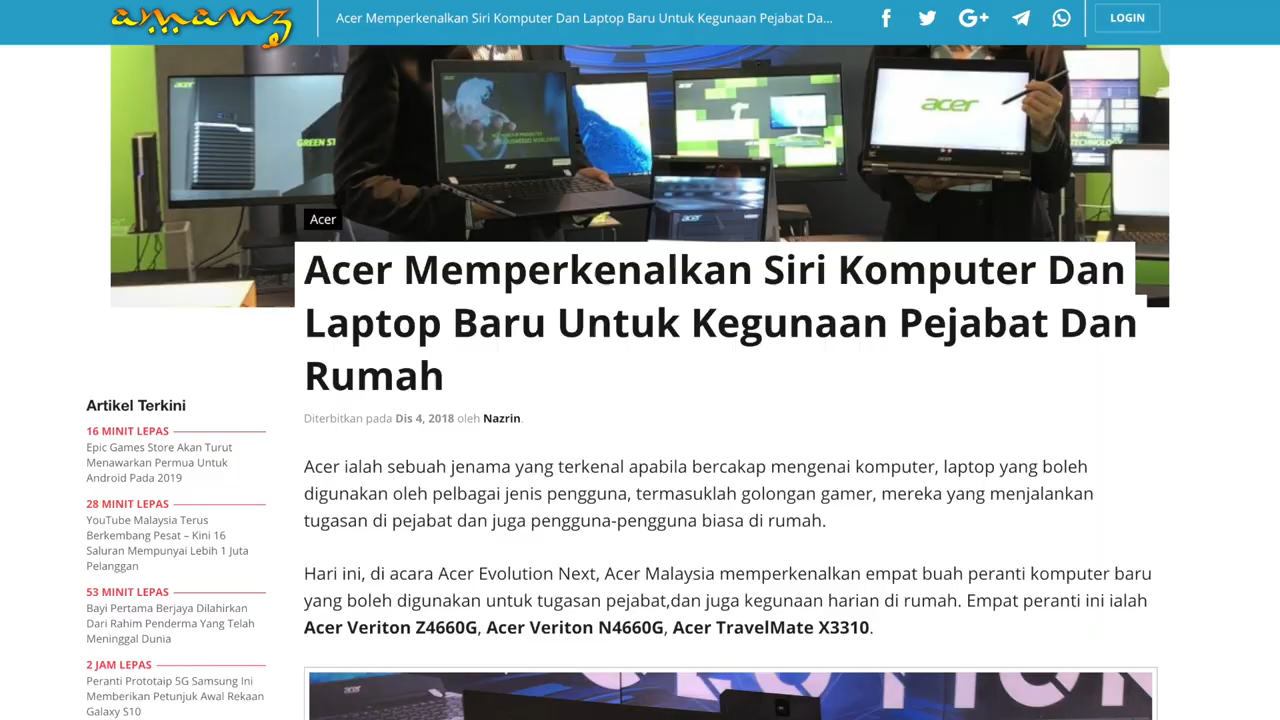 amanz
Acer Memperkenalkan Siri Komputer Dan Laptop Baru Untuk Kegunaan Pejabat Da...
LOGIN
acer
GREEN
acer
Acer
Acer Memperkenalkan Siri Komputer Dan
Laptop Baru Untuk Kegunaan Pejabat Dan
Rumah
Diterbitkan pada Dis 4, 2018 oleh Nazrin.
Acer ialah sebuah jenama yang terkenal apabila bercakap mengenai komputer, laptop yang boleh
digunakan oleh pelbagai jenis pengguna, termasuklah golongan gamer, mereka yang menjalankan
tugasan di pejabat dan juga pengguna-pengguna biasa di rumah.
Hari ini, di acara Acer Evolution Next, Acer Malaysia memperkenalkan empat buah peranti komputer baru
yang boleh digunakan untuk tugasan pejabat,dan juga kegunaan harian di rumah. Empat peranti ini ialah
Acer Veriton Z4660G, Acer Veriton N4660G, Acer TravelMate X3310.
Artikel Terkini
16 MINIT LEPAS
Epic Games Store Akan Turut
Menawarkan Permua Untuk
Android Pada 2019
28 MINIT LEPAS
YouTube Malaysia Terus
Berkembang Pesat – Kini 16
Saluran Mempunyai Lebih 1 Juta
Pelanggan
53 MINIT LEPAS
Bayi Pertama Berjaya Dilahirkan
Dari Rahim Penderma Yang Telah
Meninggal Dunia
2 JAM LEPAS
Peranti Prototaip 5G Samsung Ini
Memberikan Petunjuk Awal Rekaan
Galaxy S10